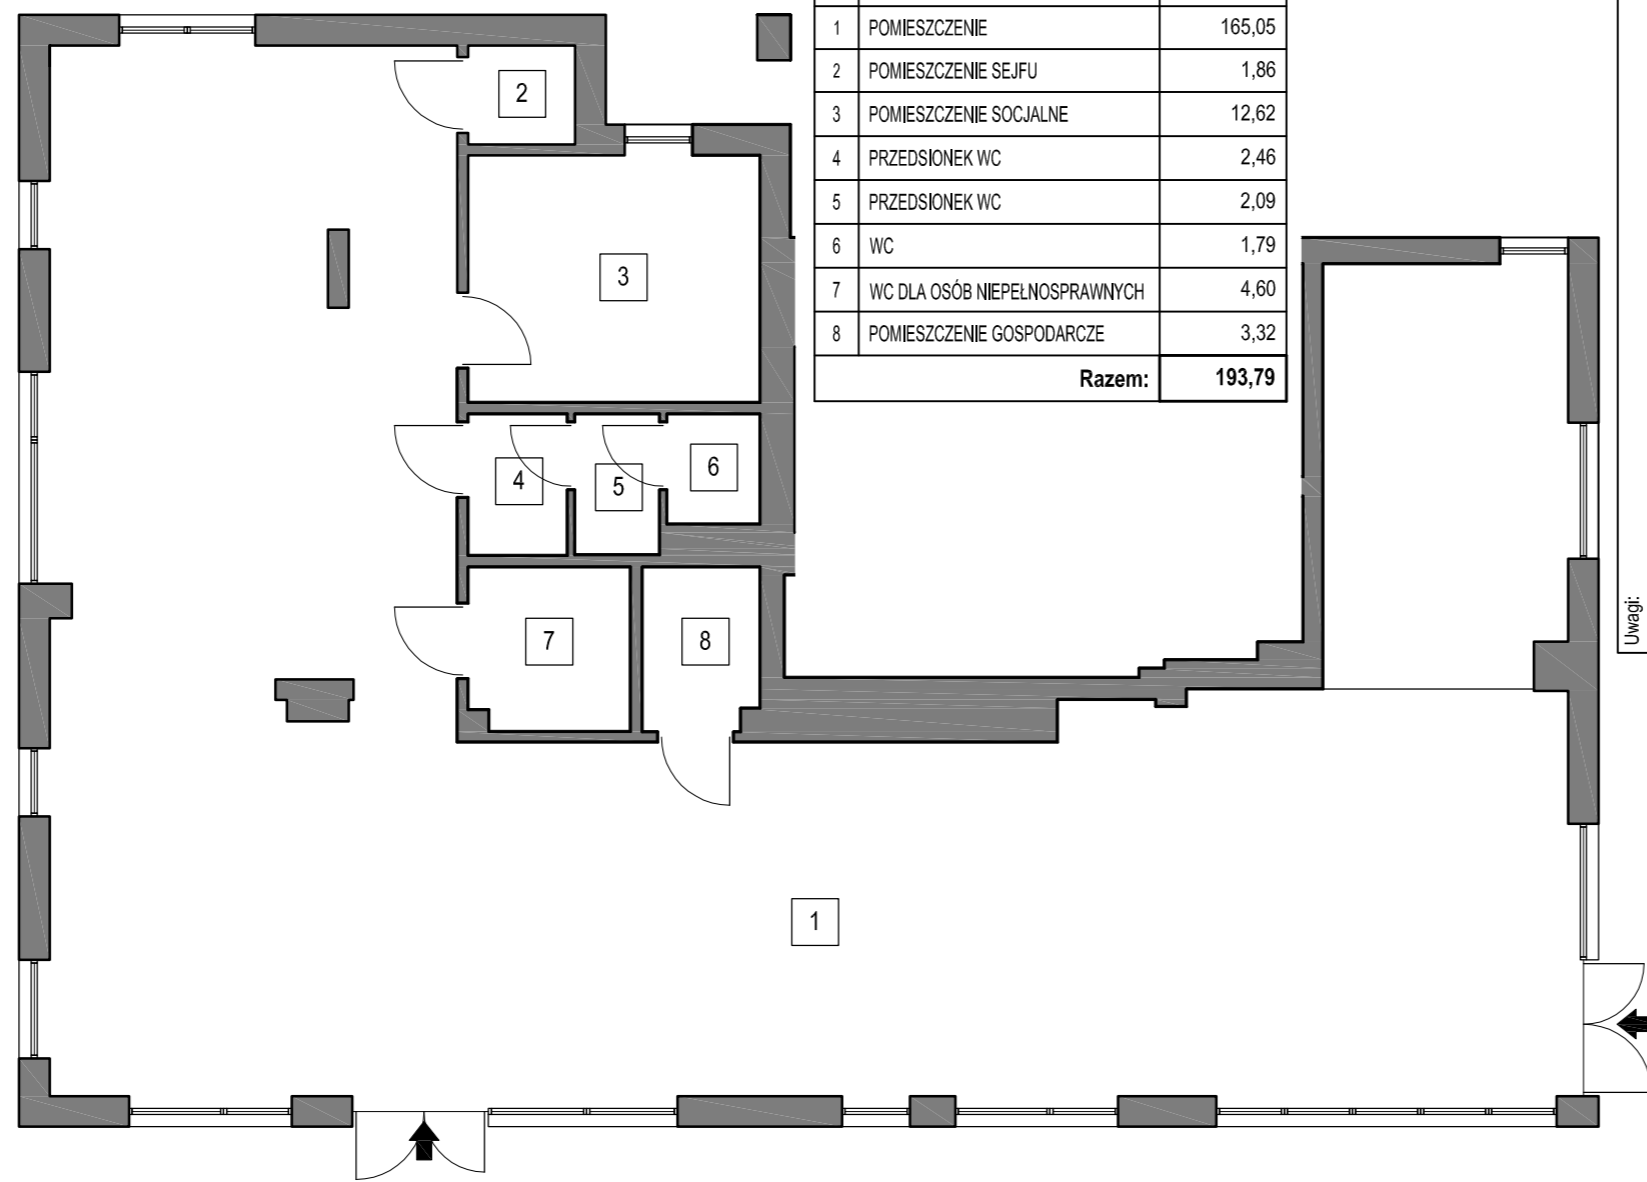 1 POMIESZCZENIE 165,05
2 POMIESZCZENIE SEJFU 1,86
3 POMIESZCZENIE SOCJALNE 12,62
4 PRZEDSIONEK WC 2,46
5 PRZEDSIONEK WC 2,09
6 WC 1,79
7 WC DLA OSÓB NIEPEŁNOSPRAWNYCH 4,60
8 POMIESZCZENIE GOSPODARCZE 3,32
Razem: 193,79
2
3
4
5
6
7
8
1
Uwagi: